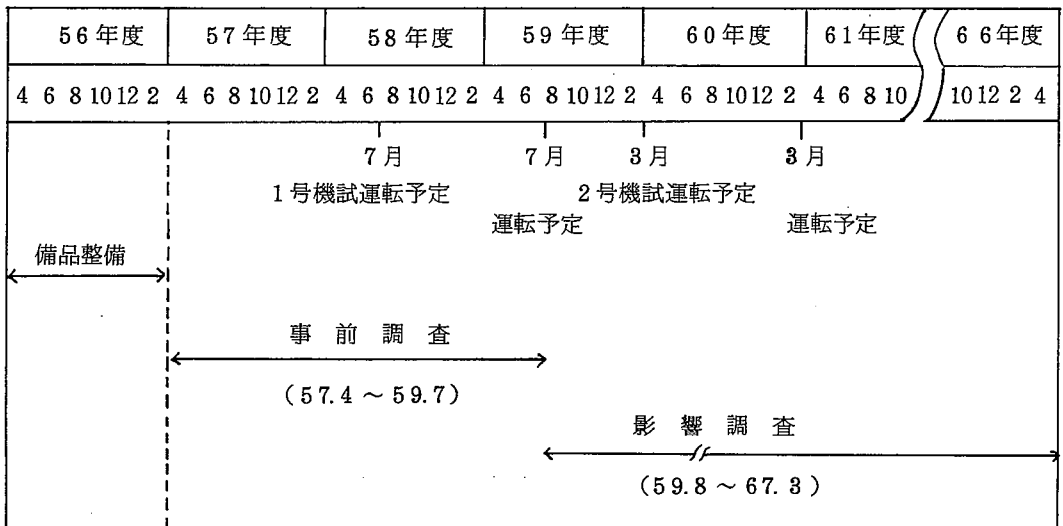 56年度 57年度 58年度 59年度 60年度 61年度 66年度
4 6 8 10 12 2 4 6 8 10 12 2 4 6 8 10 12 2 4 6 8 10 12 2 4 6 8 10 12 2 4 6 8 10 10 12 2 4
7月 7月 3月 3月
1号機試運転予定 2号機試運転予定
運転予定 運転予定
備品整備
事前調査
(57.4～59.7)
影響調査
(59.8～67.3)